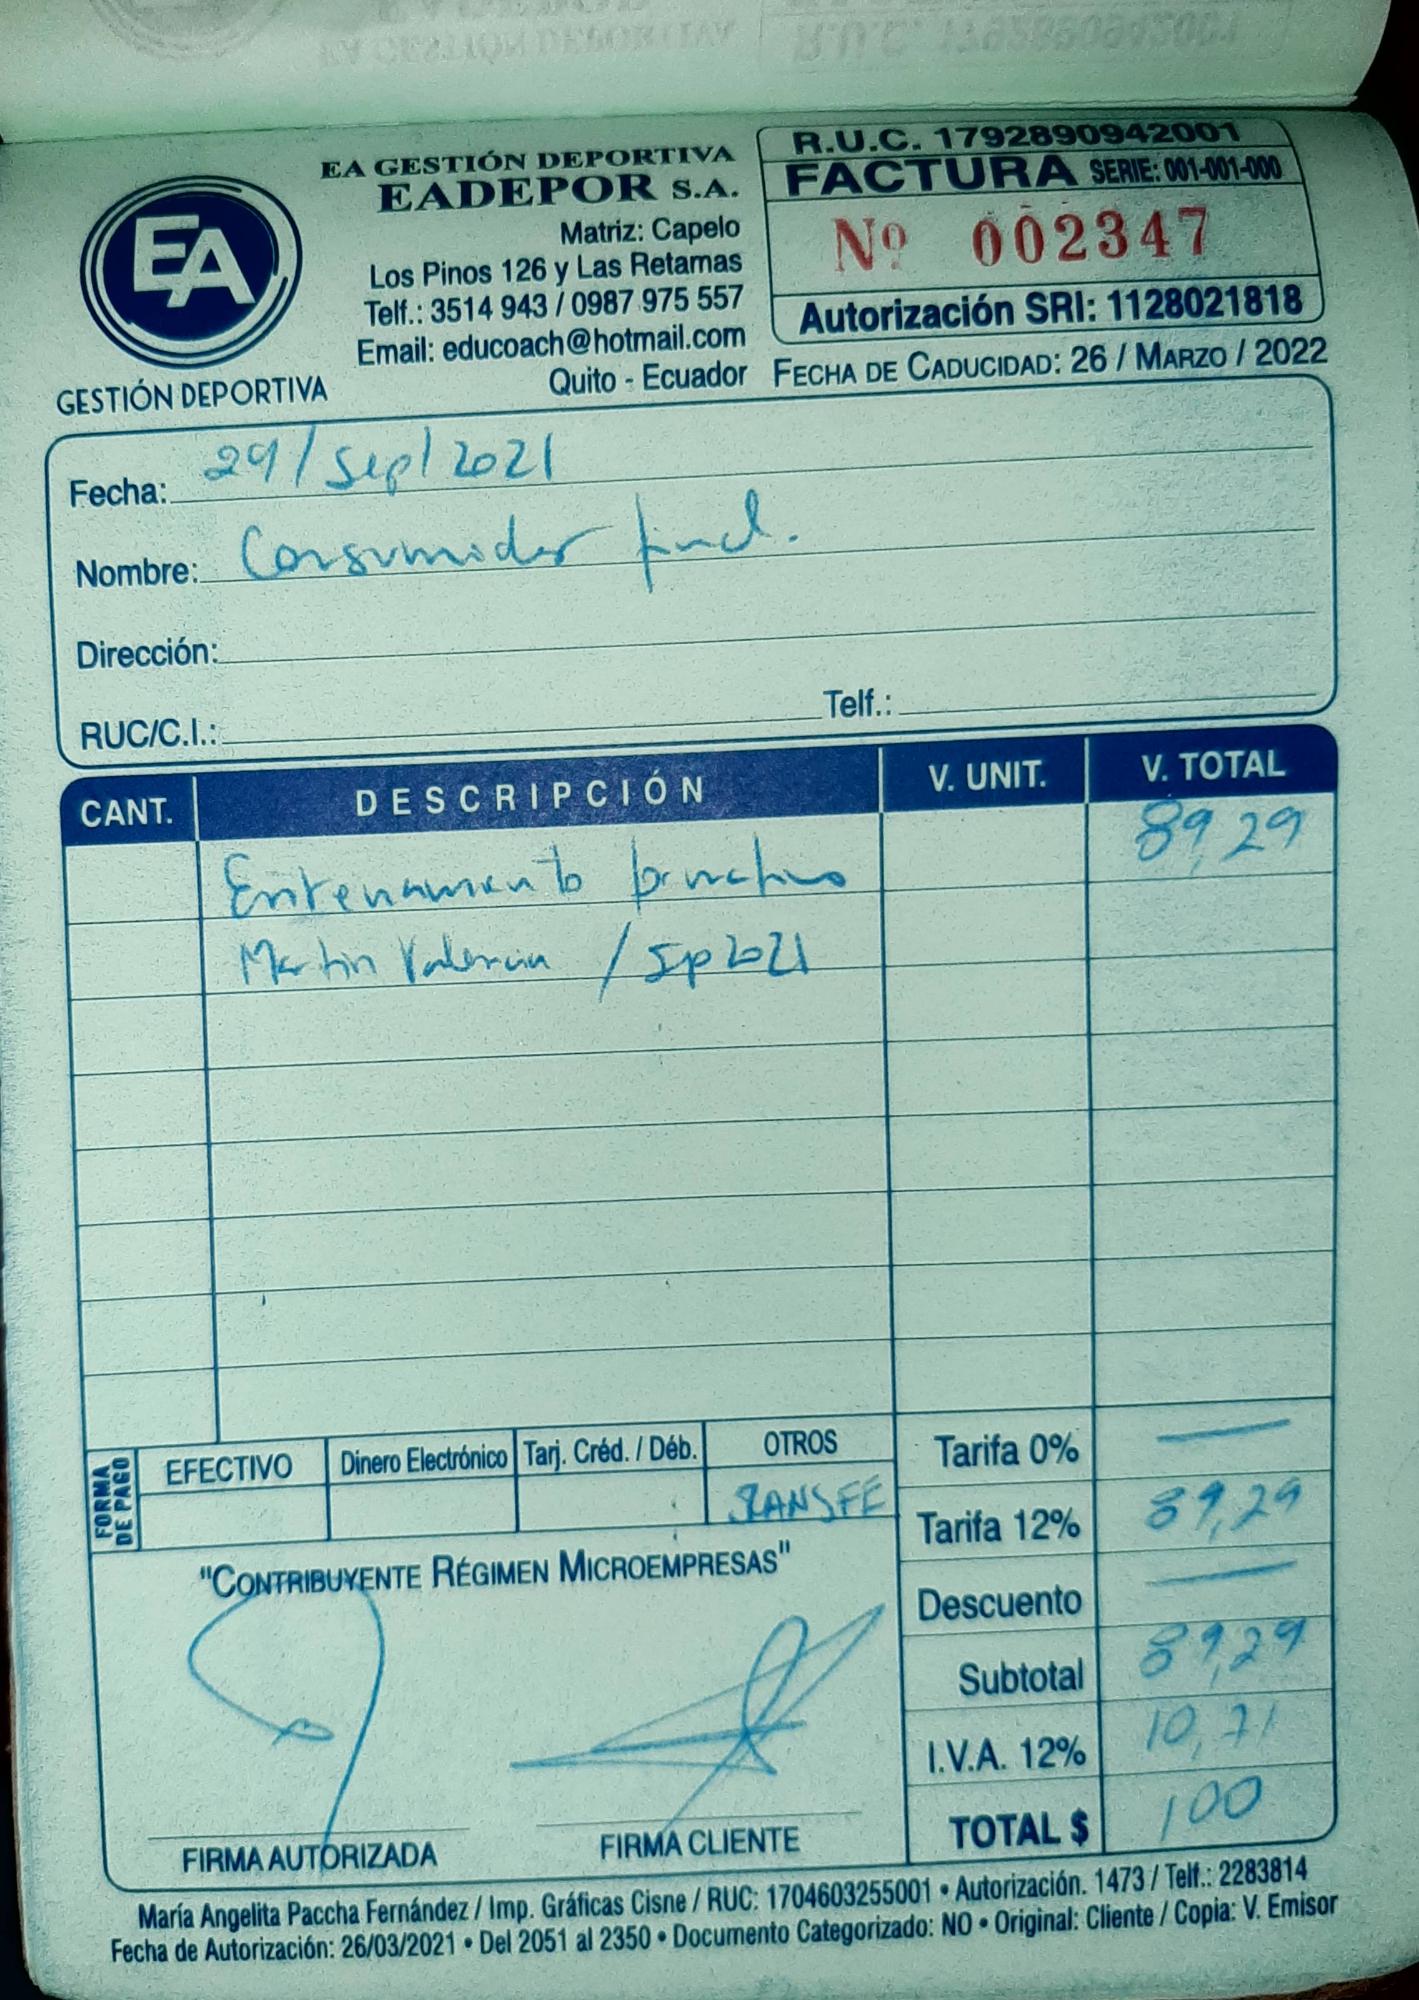 EA GESTIÓN DEPORTIVA
EADEPOR S.A.
Matriz: Capelo
Los Pinos 126 y Las Retamas
Telf.: 3514 943 / 0987 975 557
Email: educoach@hotmail.com
Quito - Ecuador
EA
GESTIÓN DEPORTIVA
R.U.C. 1792890942001
FACTURA SERIE: 001-001-000
Nº 002347
Autorización SRI: 1128021818
FECHA DE CADUCIDAD: 26 / MARZO / 2022
Fecha: 29/Sep/2021
Nombre: Consumidor final.
Dirección:
RUC/C.I.: Telf.:
CANT. DESCRIPCIÓN V. UNIT. V. TOTAL
Entrenamiento 89,29
Martin Valencia / Sep 2021
FORMA DE PAGO EFECTIVO Dinero Electrónico Tarj. Créd. / Déb. OTROS
TRANSFE
Tarifa 0% —
Tarifa 12% 89,29
Descuento —
Subtotal 89,29
I.V.A. 12% 10,71
TOTAL $ 100
"CONTRIBUYENTE RÉGIMEN MICROEMPRESAS"
FIRMA AUTORIZADA FIRMA CLIENTE
María Angelita Paccha Fernández / Imp. Gráficas Cisne / RUC: 1704603255001 • Autorización. 1473 / Telf.: 2283814
Fecha de Autorización: 26/03/2021 • Del 2051 al 2350 • Documento Categorizado: NO • Original: Cliente / Copia: V. Emisor